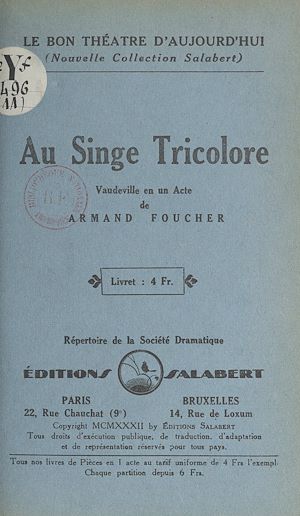 LE BON THÉATRE D'AUJOURD'HUI
(Nouvelle Collection Salabert)
Yf
496
(11)
Au Singe Tricolore
Vaudeville en un Acte
de
ARMAND FOUCHER
Livret : 4 Fr.
Répertoire de la Société Dramatique
ÉDITIONS SALABERT
PARIS
22, Rue Chauchat (9e)
BRUXELLES
14, Rue de Loxum
Copyright MCMXXXII by ÉDITIONS SALABERT
Tous droits d'exécution publique, de traduction, d'adaptation
et de représentation réservés pour tous pays.
Tous nos livres de Pièces en 1 acte au tarif uniforme de 4 Frs l'exempl.
Chaque partition depuis 6 Frs.